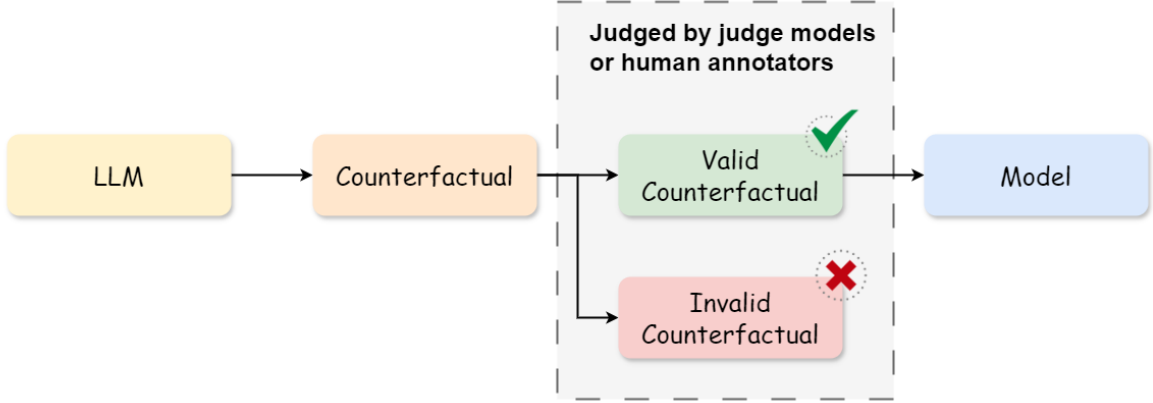 Judged by judge models
or human annotators
LLM
Counterfactual
Valid
Counterfactual
Model
Invalid
Counterfactual